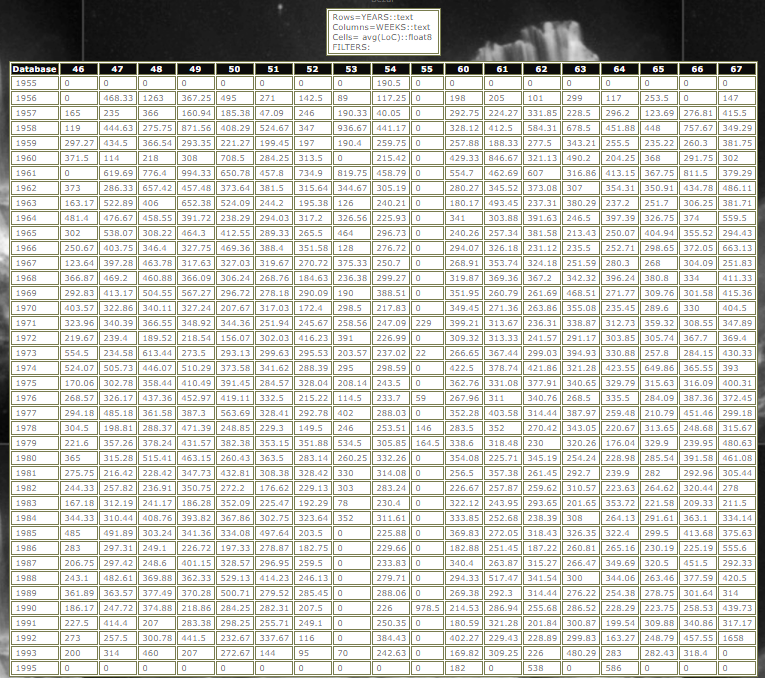 Rows=YEARS::text
Columns=WEEKS::text
Cells= avg(LoC)::float8
FILTERS:
Database 46 47 48 49 50 51 52 53 54 55 60 61 62 63 64 65 66 67
1955 0 0 0 0 0 0 0 0 190.5 0 0 0 0 0 0 0 0 0
1956 0 468.33 1263 367.25 495 271 142.5 89 117.25 0 198 205 101 299 117 253.5 0 147
1957 165 235 366 160.94 185.38 47.09 246 190.33 40.05 0 292.75 224.27 331.85 228.5 296.2 123.69 276.81 415.5
1958 119 444.63 275.75 871.56 408.29 524.67 347 936.67 441.17 0 328.12 412.5 584.31 678.5 451.88 448 757.67 349.29
1959 297.27 434.5 366.54 293.35 221.27 199.45 197 190.4 259.75 0 257.88 188.33 277.5 343.21 255.5 235.22 260.3 381.75
1960 371.5 114 218 308 708.5 284.25 313.5 0 215.42 0 429.33 846.67 321.13 490.2 204.25 368 291.75 302
1961 0 619.69 776.4 994.33 650.78 457.8 734.9 819.75 458.79 0 554.7 462.69 607 316.86 413.15 367.75 811.5 379.29
1962 373 286.33 657.42 457.48 373.64 381.5 315.64 344.67 305.19 0 280.27 345.52 373.08 307 354.31 350.91 434.78 486.11
1963 163.17 522.89 406 652.38 524.09 244.2 195.38 126 240.21 0 180.17 493.45 237.31 380.29 237.2 251.7 306.25 381.71
1964 481.4 476.67 458.55 391.72 238.29 294.03 317.2 326.56 225.93 0 341 303.88 391.63 246.5 397.39 326.75 374 559.5
1965 302 538.07 308.22 464.3 412.55 289.33 265.5 464 296.73 0 240.26 257.34 381.58 213.43 250.07 404.94 355.52 294.43
1966 250.67 403.75 346.4 327.75 469.36 388.4 351.58 128 276.72 0 294.07 326.18 231.12 235.5 252.71 298.65 372.05 663.13
1967 123.64 397.28 463.78 317.63 327.03 319.67 270.72 375.33 250.7 0 268.91 353.74 324.18 251.59 280.3 268 304.09 251.83
1968 366.87 469.2 460.88 366.09 306.24 268.76 184.63 236.38 299.27 0 319.87 369.36 367.2 342.32 396.24 380.8 334 411.33
1969 292.83 413.17 504.55 567.27 296.72 278.18 290.09 190 388.51 0 351.95 260.79 261.69 468.51 271.77 309.76 301.58 415.36
1970 403.57 322.86 340.11 327.24 207.67 317.03 172.4 298.5 217.83 0 349.45 271.36 263.86 355.08 235.45 289.6 330 404.5
1971 323.96 340.39 366.55 348.92 344.36 251.94 245.67 258.56 247.09 229 399.21 313.67 236.31 338.87 312.73 359.32 308.55 347.89
1972 219.67 239.4 189.52 218.54 156.07 302.03 416.23 391 226.99 0 309.32 313.33 241.57 291.17 303.85 305.74 367.7 369.4
1973 554.5 234.58 613.44 273.5 293.13 299.63 295.53 203.57 237.02 22 266.65 367.44 299.03 394.93 330.88 257.8 284.15 430.33
1974 524.07 505.73 446.07 510.29 373.58 341.62 288.39 295 298.59 0 422.5 378.74 421.86 321.28 423.55 649.86 365.55 393
1975 170.06 302.78 358.44 410.49 391.45 284.57 328.04 208.14 243.5 0 362.76 331.08 377.91 340.65 329.79 315.63 316.09 400.31
1976 268.57 326.17 437.36 452.97 419.11 332.5 215.22 114.5 233.7 59 267.96 311 340.76 268.5 335.5 284.09 387.36 372.45
1977 294.18 485.18 361.58 387.3 563.69 328.41 292.78 402 288.03 0 352.28 403.58 314.44 387.97 259.48 210.79 451.46 299.18
1978 304.5 198.81 288.37 471.39 248.85 229.3 149.5 246 253.51 146 283.5 352 270.42 343.05 220.67 313.65 248.68 315.67
1979 221.6 357.26 378.24 431.57 382.38 353.15 351.88 534.5 305.85 164.5 338.6 318.48 230 320.26 176.04 329.9 239.95 480.63
1980 365 315.28 515.41 463.15 260.43 363.5 283.14 260.25 332.26 0 354.08 225.71 345.19 254.24 228.98 285.54 391.58 461.08
1981 275.75 216.42 228.42 347.73 432.81 308.38 328.42 330 314.08 0 256.5 357.38 261.45 292.7 239.9 282 292.96 305.44
1982 244.33 257.82 236.91 350.75 272.2 176.62 229.13 303 283.24 0 226.67 257.87 259.62 310.57 223.63 264.62 320.44 278
1983 167.18 312.19 241.17 186.28 352.09 225.47 192.29 78 230.4 0 322.12 243.95 293.65 201.65 353.72 221.58 209.33 211.5
1984 344.33 310.44 408.76 393.82 367.86 302.75 323.64 352 311.61 0 333.85 252.68 238.39 308 264.13 291.61 363.1 334.14
1985 485 491.89 303.24 341.36 334.08 497.64 203.5 0 225.88 0 369.83 272.05 318.43 326.35 322.4 299.5 413.68 375.63
1986 283 297.31 249.1 226.72 197.33 278.87 182.75 0 229.66 0 182.88 251.45 187.22 260.81 265.16 230.19 225.19 555.6
1987 206.75 297.42 248.6 401.15 328.57 296.95 259.5 0 233.83 0 340.4 263.87 315.27 266.47 349.69 320.5 451.5 292.33
1988 243.1 482.61 369.88 362.33 529.13 414.23 246.13 0 279.71 0 294.33 517.47 341.54 300 344.06 263.46 377.59 420.5
1989 361.89 363.57 477.49 370.28 500.71 279.52 285.45 0 288.06 0 269.38 292.3 314.44 276.22 254.38 278.75 301.64 314
1990 186.17 247.72 374.88 218.86 284.25 282.31 207.5 0 226 978.5 214.53 286.94 255.68 286.52 228.29 223.75 258.53 439.73
1991 227.5 414.4 207 283.38 298.25 255.71 249.1 0 250.35 0 180.59 321.28 201.84 300.87 199.54 309.88 340.86 317.17
1992 273 257.5 300.78 441.5 232.67 337.67 116 0 384.43 0 402.27 229.43 228.89 299.83 163.27 248.79 457.55 1658
1993 200 314 460 207 272.67 144 95 70 242.63 0 169.82 309.25 226 480.29 283 282.43 318.4 0
1995 0 0 0 0 0 0 0 0 0 0 182 0 538 0 586 0 0 0